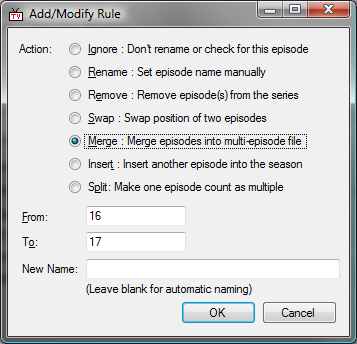 TV
Add/Modify Rule
Action:
Ignore : Don't rename or check for this episode
Rename : Set episode name manually
Remove : Remove episode(s) from the series
Swap : Swap position of two episodes
Merge : Merge episodes into multi-episode file
Insert : Insert another episode into the season
Split: Make one episode count as multiple
From: 16
To: 17
New Name:
(Leave blank for automatic naming)
OK Cancel